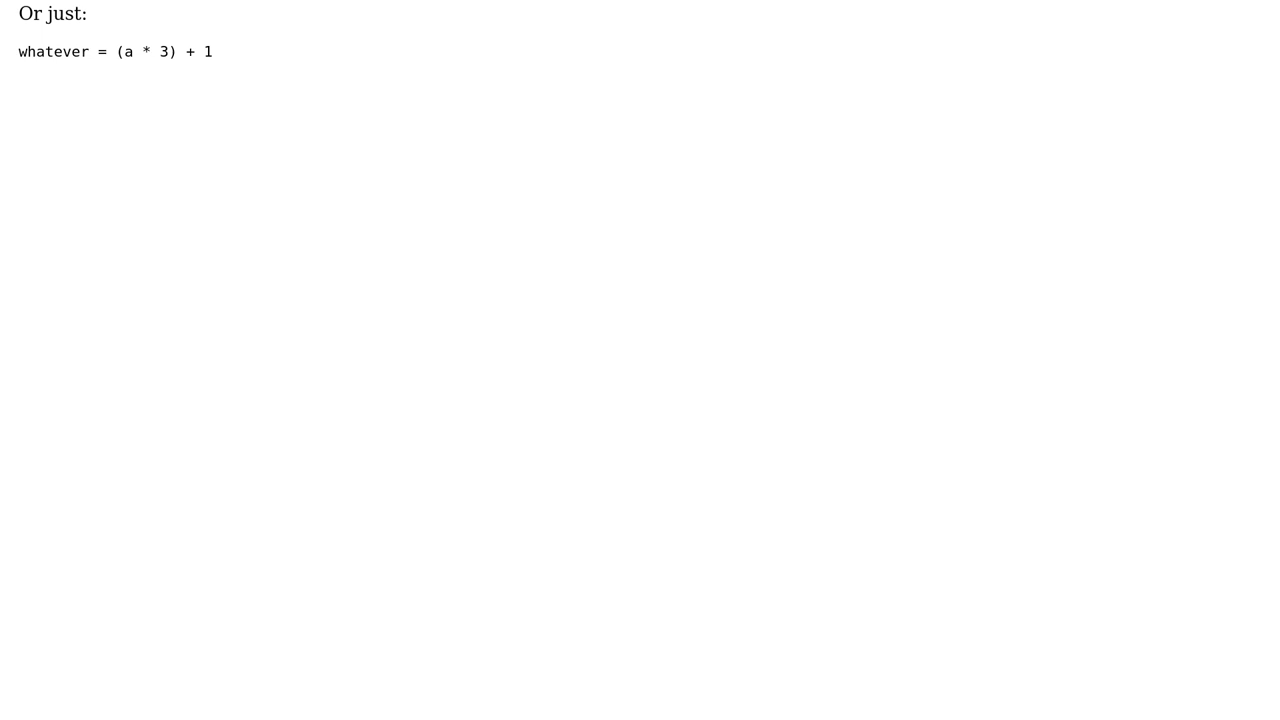 Or just:
whatever = (a * 3) + 1